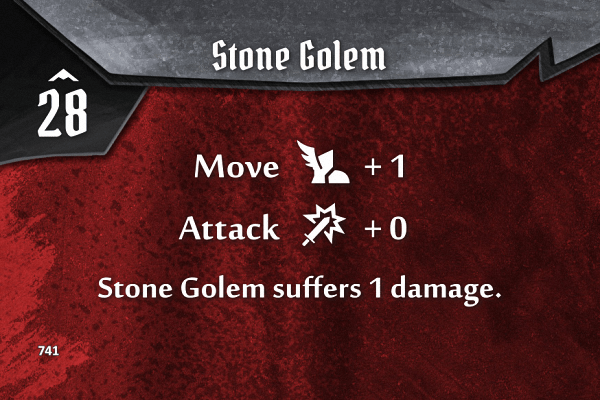 Stone Golem
28
Move + 1
Attack + 0
Stone Golem suffers 1 damage.
741